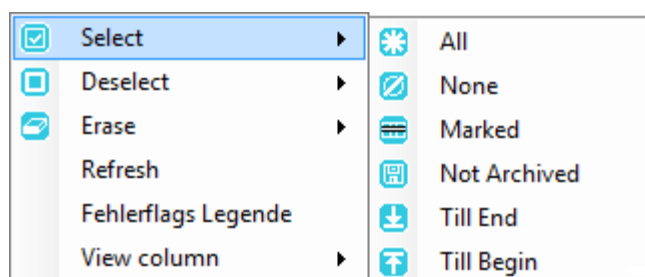 Select
Deselect
Erase
Refresh
Fehlerflags Legende
View column
All
None
Marked
Not Archived
Till End
Till Begin